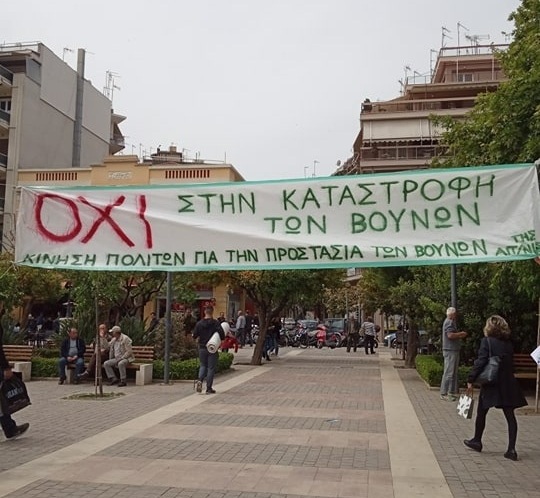 ΟΧΙ ΣΤΗΝ ΚΑΤΑΣΤΡΟΦΗ
ΤΩΝ ΒΟΥΝΩΝ
ΚΙΝΗΣΗ ΠΟΛΙΤΩΝ ΓΙΑ ΤΗΝ ΠΡΟΣΤΑΣΙΑ ΤΩΝ ΒΟΥΝΩΝ ΤΗΣ